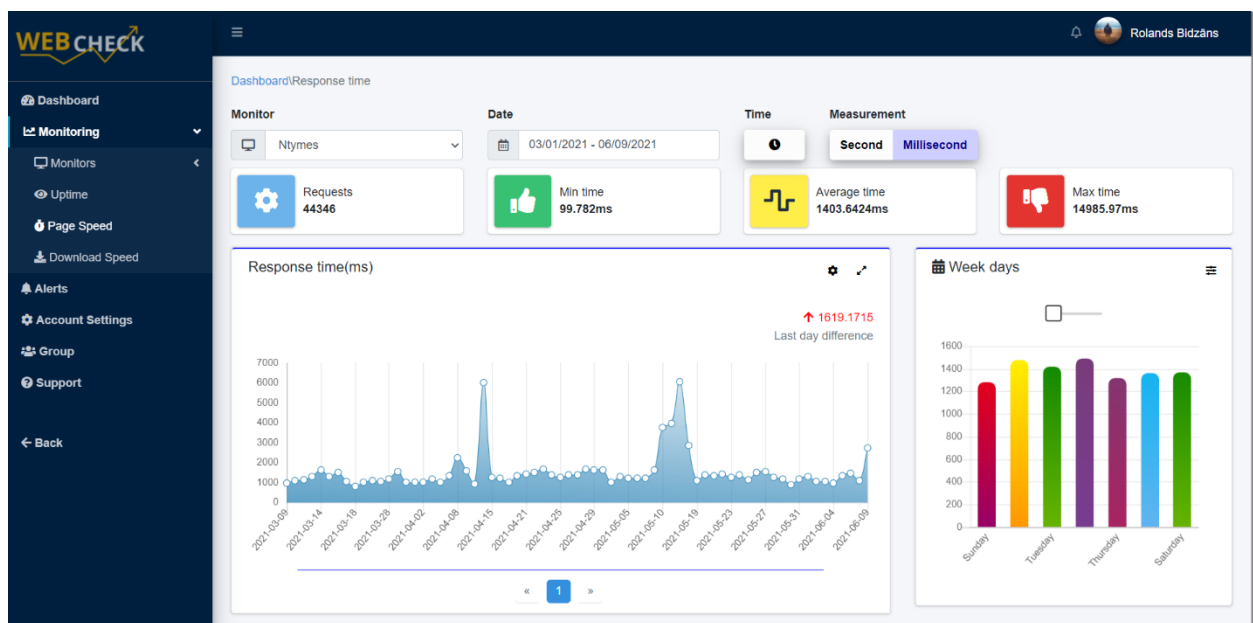 WEBCHECK
Rolands Bidzāns
Dashboard
Monitoring
Monitors
Uptime
Page Speed
Download Speed
Alerts
Account Settings
Group
Support
Back
Dashboard\Response time
Monitor
Date
Time
Measurement
Ntymes
03/01/2021 - 06/09/2021
Second
Millisecond
Requests
44346
Min time
99.782ms
Average time
1403.6424ms
Max time
14985.97ms
Response time(ms)
1619.1715
Last day difference
7000
6000
5000
4000
3000
2000
1000
0
2021-03-09
2021-03-14
2021-03-18
2021-03-28
2021-04-02
2021-04-08
2021-04-15
2021-04-21
2021-04-25
2021-04-29
2021-05-05
2021-05-10
2021-05-19
2021-05-23
2021-05-27
2021-05-31
2021-06-04
2021-06-09
«
1
»
Week days
1600
1400
1200
1000
800
600
400
200
0
Sunday
Tuesday
Thursday
Saturday